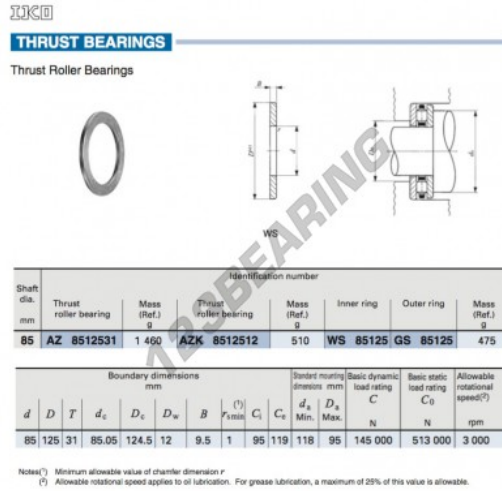 IKO
THRUST BEARINGS
Thrust Roller Bearings
B
r
D¹⁾
d
Dₐ
dₐ
WS
123BEARING
Shaft dia. mm
Identification number
Thrust roller bearing
Mass (Ref.) g
Thrust roller bearing
Mass (Ref.) g
Inner ring
Outer ring
Mass (Ref.) g
85 AZ 8512531 1 460 AZK 8512512 510 WS 85125 GS 85125 475
Boundary dimensions mm
Standard mounting dimensions mm
Basic dynamic load rating C N
Basic static load rating C₀ N
Allowable rotational speed(²) rpm
d D T d꜀ D꜀ D_w B r_s min(¹) Cᵢ Cₑ dₐ Min. Dₐ Max.
85 125 31 85.05 124.5 12 9.5 1 95 119 118 95 145 000 513 000 3 000
Notes(¹) Minimum allowable value of chamfer dimension r
(²) Allowable rotational speed applies to oil lubrication. For grease lubrication, a maximum of 25% of this value is allowable.